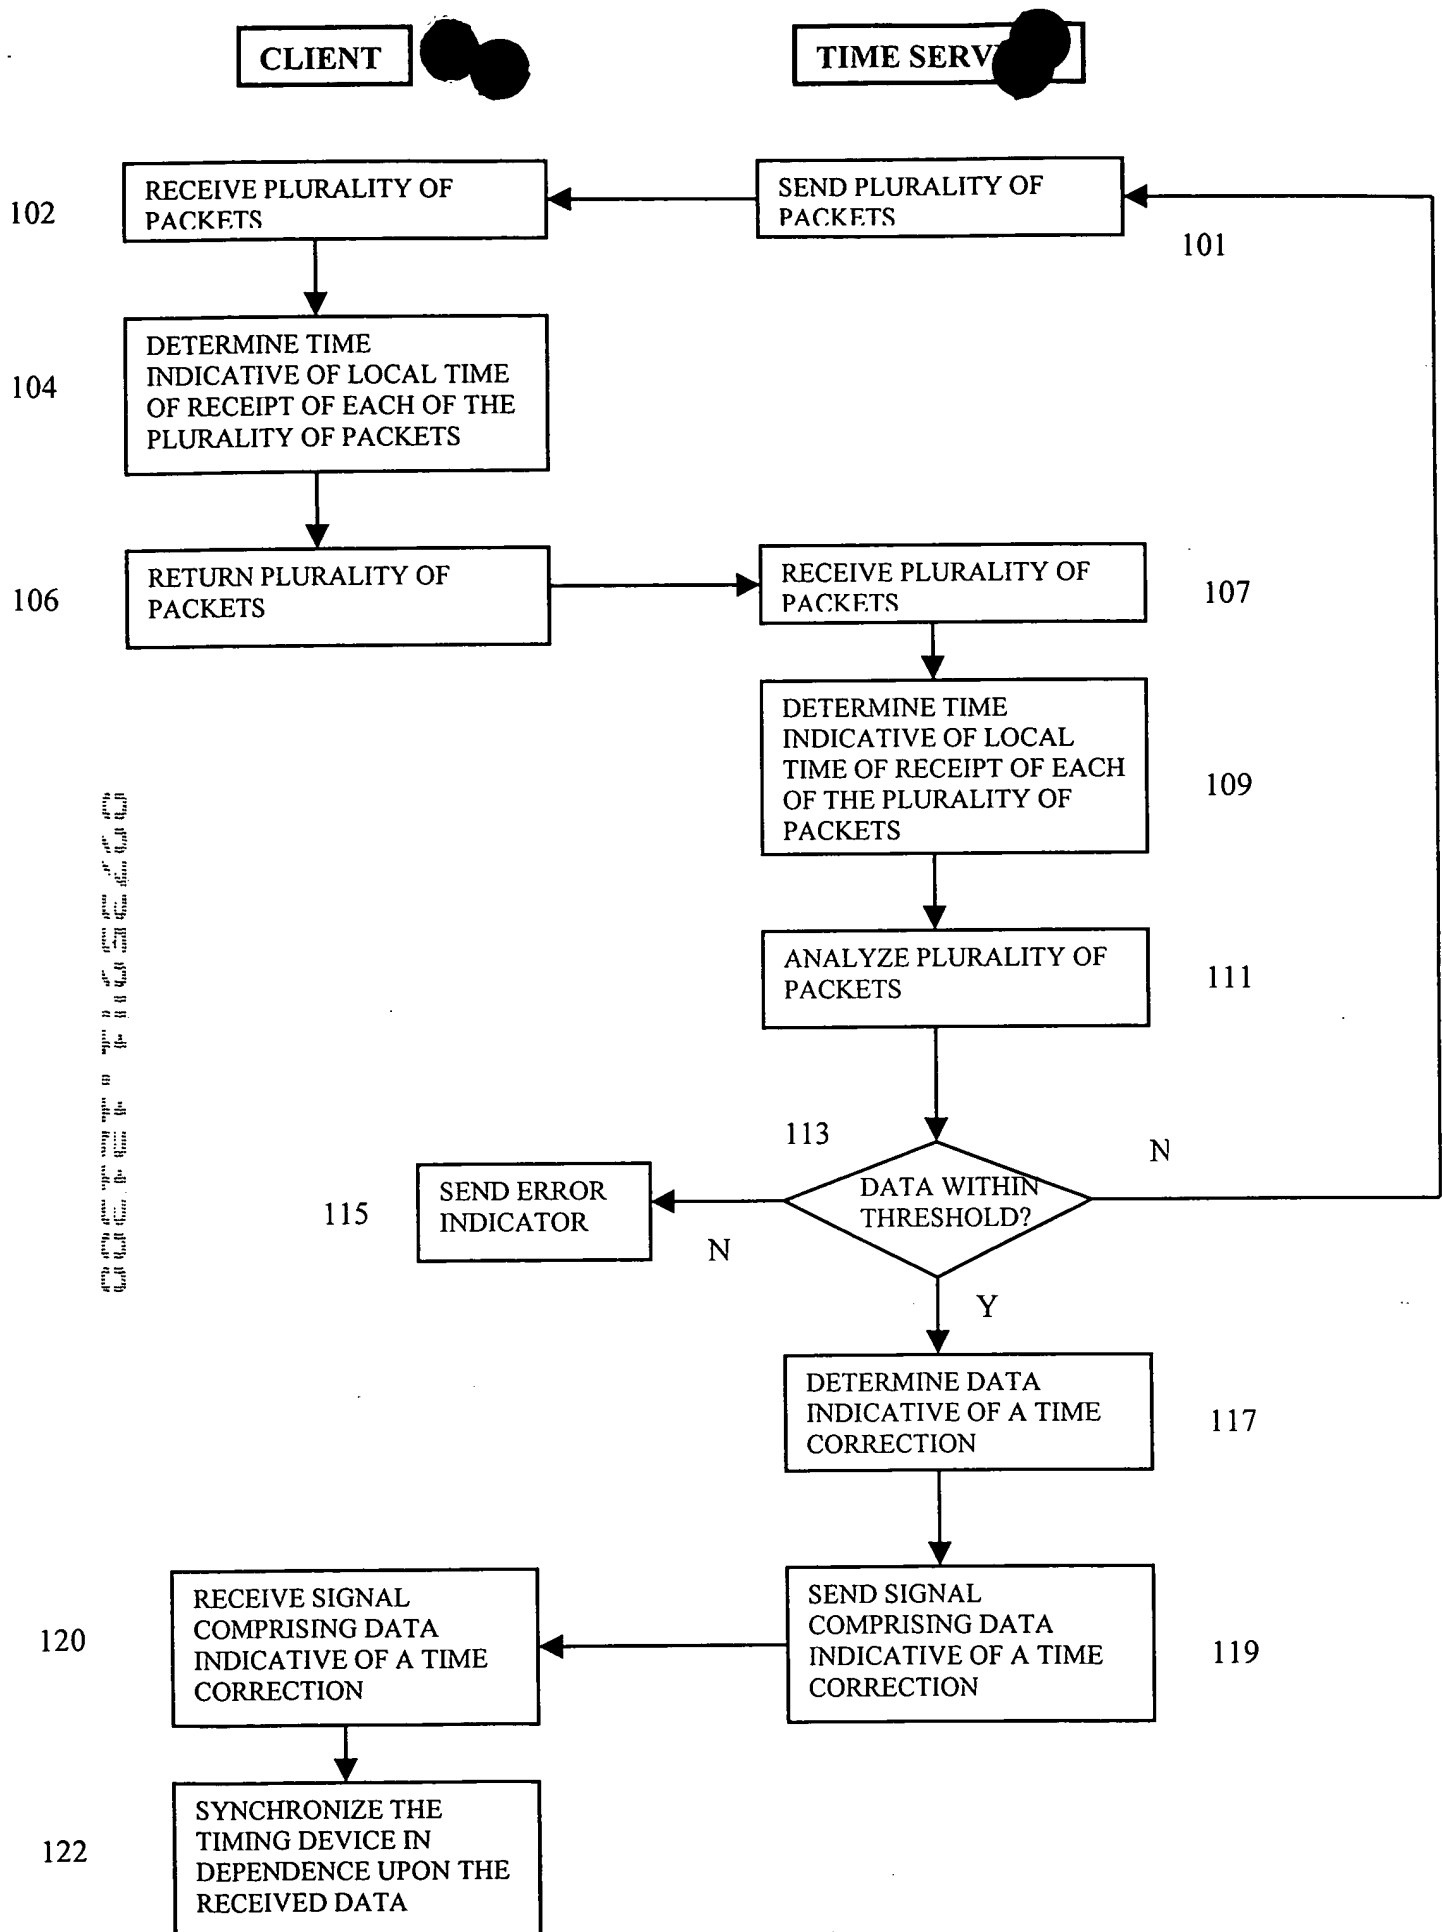 CLIENT
TIME SERV
RECEIVE PLURALITY OF
PACKETS
102
SEND PLURALITY OF
PACKETS
101
DETERMINE TIME
INDICATIVE OF LOCAL TIME
OF RECEIPT OF EACH OF THE
PLURALITY OF PACKETS
104
RETURN PLURALITY OF
PACKETS
106
RECEIVE PLURALITY OF
PACKETS
107
DETERMINE TIME
INDICATIVE OF LOCAL
TIME OF RECEIPT OF EACH
OF THE PLURALITY OF
PACKETS
109
ANALYZE PLURALITY OF
PACKETS
111
113
DATA WITHIN
THRESHOLD?
N
SEND ERROR
INDICATOR
115
N
Y
DETERMINE DATA
INDICATIVE OF A TIME
CORRECTION
117
SEND SIGNAL
COMPRISING DATA
INDICATIVE OF A TIME
CORRECTION
119
RECEIVE SIGNAL
COMPRISING DATA
INDICATIVE OF A TIME
CORRECTION
120
SYNCHRONIZE THE
TIMING DEVICE IN
DEPENDENCE UPON THE
RECEIVED DATA
122